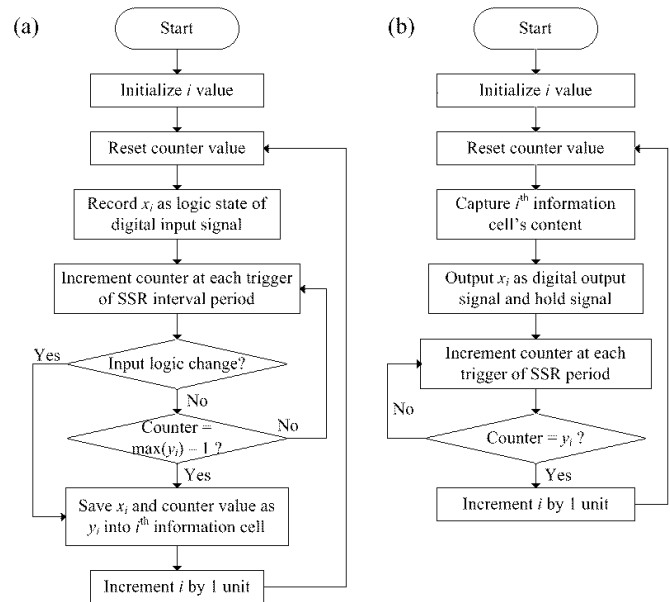 (a)
Start
Initialize i value
Reset counter value
Record xᵢ as logic state of
digital input signal
Increment counter at each trigger
of SSR interval period
Yes
Input logic change?
No
Counter =
max(yᵢ) – 1 ?
No
Yes
Save xᵢ and counter value as
yᵢ into iᵗʰ information cell
Increment i by 1 unit
(b)
Start
Initialize i value
Reset counter value
Capture iᵗʰ information
cell's content
Output xᵢ as digital output
signal and hold signal
Increment counter at each
trigger of SSR period
No
Counter = yᵢ ?
Yes
Increment i by 1 unit